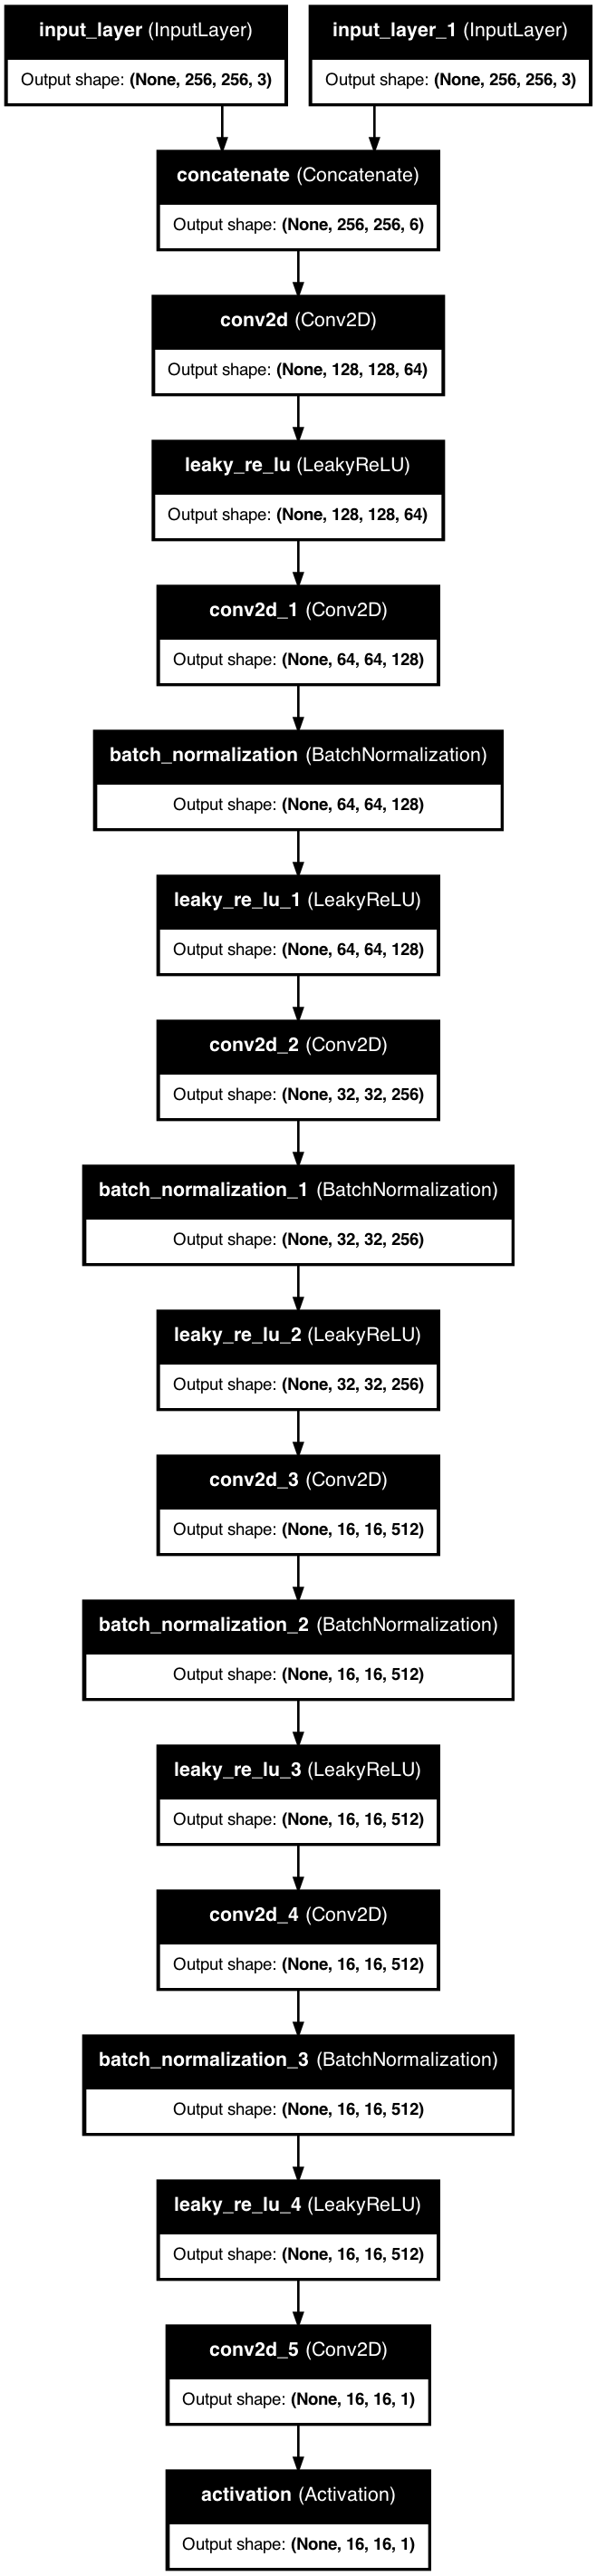 input_layer (InputLayer) input_layer_1 (InputLayer)
Output shape: (None, 256, 256, 3) Output shape: (None, 256, 256, 3)
concatenate (Concatenate)
Output shape: (None, 256, 256, 6)
conv2d (Conv2D)
Output shape: (None, 128, 128, 64)
leaky_re_lu (LeakyReLU)
Output shape: (None, 128, 128, 64)
conv2d_1 (Conv2D)
Output shape: (None, 64, 64, 128)
batch_normalization (BatchNormalization)
Output shape: (None, 64, 64, 128)
leaky_re_lu_1 (LeakyReLU)
Output shape: (None, 64, 64, 128)
conv2d_2 (Conv2D)
Output shape: (None, 32, 32, 256)
batch_normalization_1 (BatchNormalization)
Output shape: (None, 32, 32, 256)
leaky_re_lu_2 (LeakyReLU)
Output shape: (None, 32, 32, 256)
conv2d_3 (Conv2D)
Output shape: (None, 16, 16, 512)
batch_normalization_2 (BatchNormalization)
Output shape: (None, 16, 16, 512)
leaky_re_lu_3 (LeakyReLU)
Output shape: (None, 16, 16, 512)
conv2d_4 (Conv2D)
Output shape: (None, 16, 16, 512)
batch_normalization_3 (BatchNormalization)
Output shape: (None, 16, 16, 512)
leaky_re_lu_4 (LeakyReLU)
Output shape: (None, 16, 16, 512)
conv2d_5 (Conv2D)
Output shape: (None, 16, 16, 1)
activation (Activation)
Output shape: (None, 16, 16, 1)